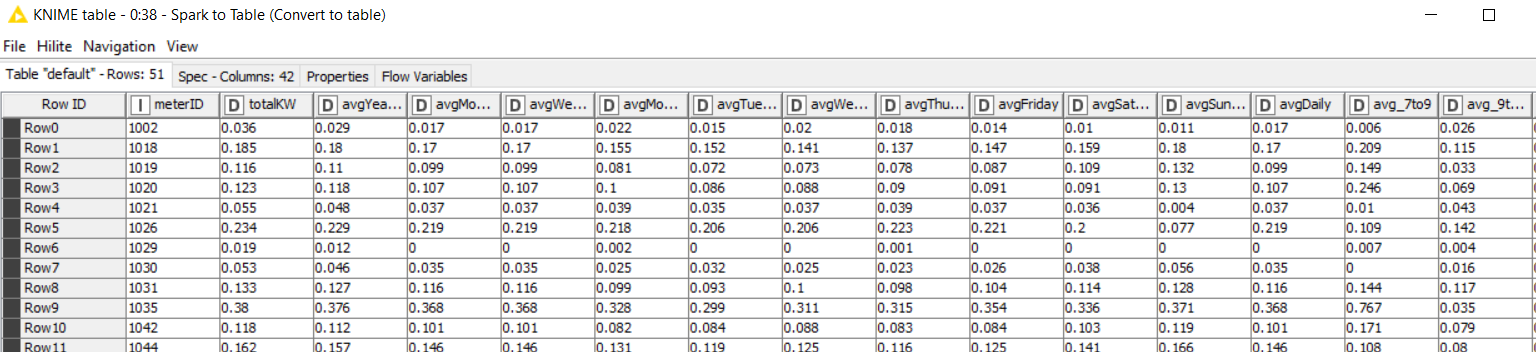 KNIME table - 0:38 - Spark to Table (Convert to table)
File Hilite Navigation View
Table "default" - Rows: 51 Spec - Columns: 42 Properties Flow Variables
Row ID I meterID D totalKW D avgYea... D avgMo... D avgWe... D avgMo... D avgTue... D avgWe... D avgThu... D avgFriday D avgSat... D avgSun... D avgDaily D avg_7to9 D avg_9t...
Row0 1002 0.036 0.029 0.017 0.017 0.022 0.015 0.02 0.018 0.014 0.01 0.011 0.017 0.006 0.026
Row1 1018 0.185 0.18 0.17 0.17 0.155 0.152 0.141 0.137 0.147 0.159 0.18 0.17 0.209 0.115
Row2 1019 0.116 0.11 0.099 0.099 0.081 0.072 0.073 0.078 0.087 0.109 0.132 0.099 0.149 0.033
Row3 1020 0.123 0.118 0.107 0.107 0.1 0.086 0.088 0.09 0.091 0.091 0.13 0.107 0.246 0.069
Row4 1021 0.055 0.048 0.037 0.037 0.039 0.035 0.037 0.039 0.037 0.036 0.004 0.037 0.01 0.043
Row5 1026 0.234 0.229 0.219 0.219 0.218 0.206 0.206 0.223 0.221 0.2 0.077 0.219 0.109 0.142
Row6 1029 0.019 0.012 0 0 0.002 0 0 0.001 0 0 0 0 0.007 0.004
Row7 1030 0.053 0.046 0.035 0.035 0.025 0.032 0.025 0.023 0.026 0.038 0.056 0.035 0 0.016
Row8 1031 0.133 0.127 0.116 0.116 0.099 0.093 0.1 0.098 0.104 0.114 0.128 0.116 0.144 0.117
Row9 1035 0.38 0.376 0.368 0.368 0.328 0.299 0.311 0.315 0.354 0.336 0.371 0.368 0.767 0.035
Row10 1042 0.118 0.112 0.101 0.101 0.082 0.084 0.088 0.083 0.084 0.103 0.119 0.101 0.171 0.079
Row11 1044 0.162 0.157 0.146 0.146 0.131 0.119 0.125 0.116 0.125 0.141 0.166 0.146 0.108 0.08